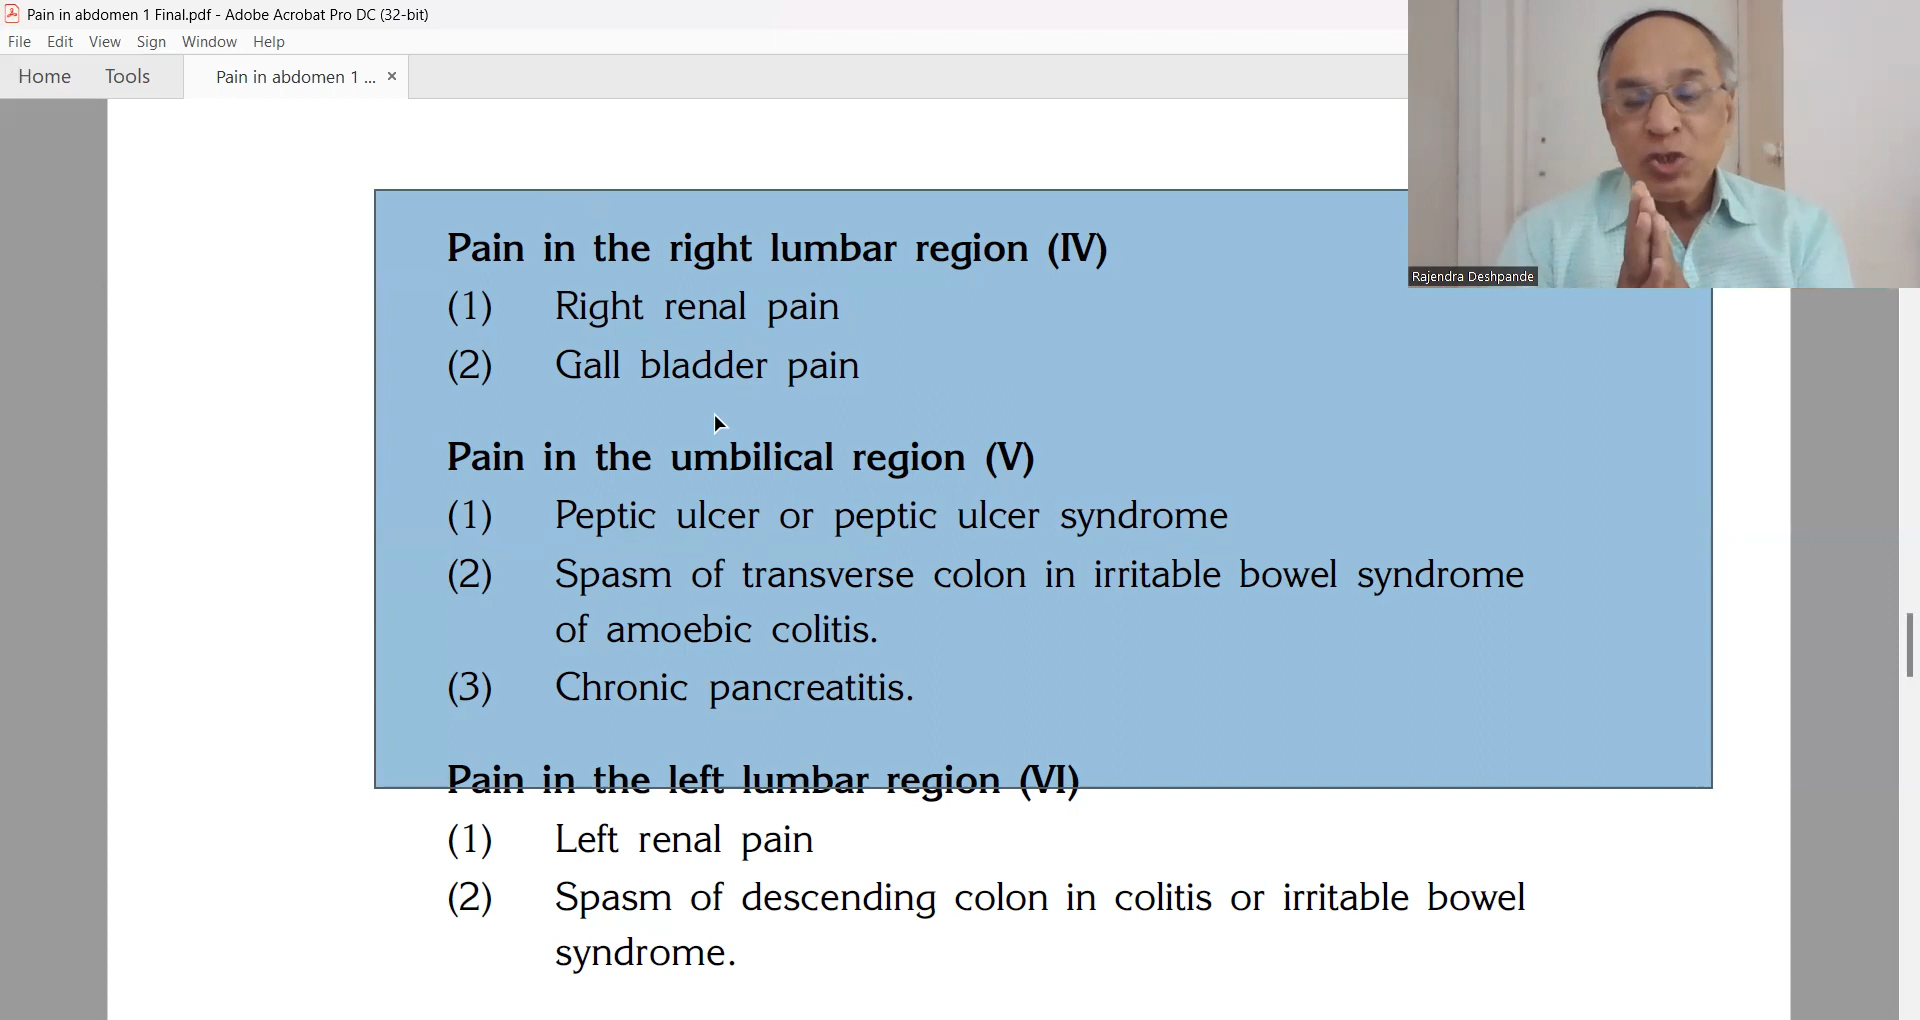 Pain in abdomen 1 Final.pdf - Adobe Acrobat Pro DC (32-bit)
File Edit View Sign Window Help
Home Tools Pain in abdomen 1 ... ×
Rajendra Deshpande
Pain in the right lumbar region (IV)
(1) Right renal pain
(2) Gall bladder pain
Pain in the umbilical region (V)
(1) Peptic ulcer or peptic ulcer syndrome
(2) Spasm of transverse colon in irritable bowel syndrome
of amoebic colitis.
(3) Chronic pancreatitis.
Pain in the left lumbar region (VI)
(1) Left renal pain
(2) Spasm of descending colon in colitis or irritable bowel
syndrome.